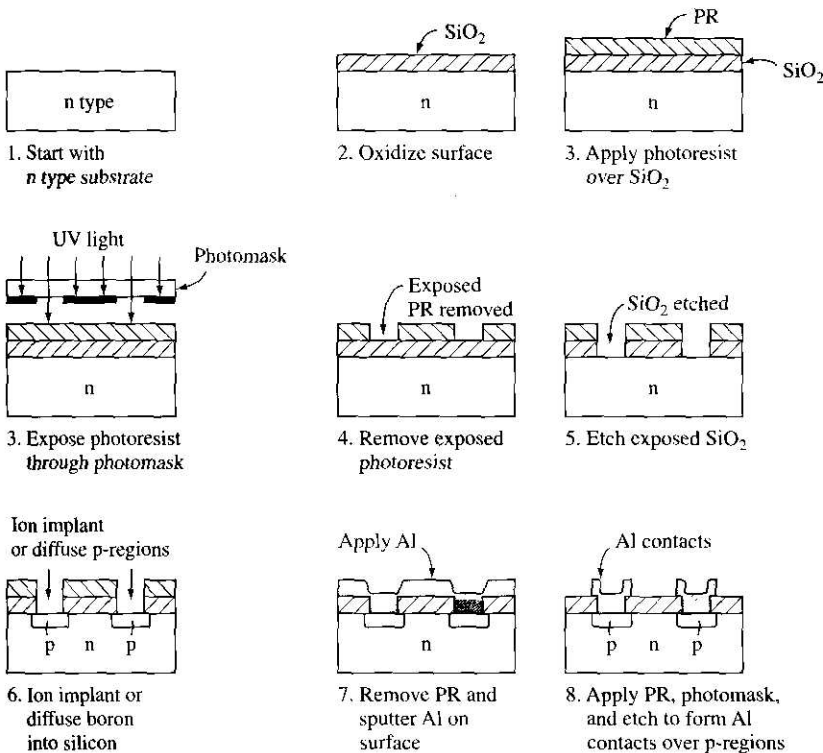 n type
1. Start with
n type substrate
SiO₂
n
2. Oxidize surface
PR
SiO₂
n
3. Apply photoresist
over SiO₂
UV light
Photomask
n
3. Expose photoresist
through photomask
Exposed
PR removed
n
4. Remove exposed
photoresist
SiO₂ etched
n
5. Etch exposed SiO₂
Ion implant
or diffuse p-regions
p n p
6. Ion implant or
diffuse boron
into silicon
Apply Al
n
7. Remove PR and
sputter Al on
surface
Al contacts
p n p
8. Apply PR, photomask,
and etch to form Al
contacts over p-regions